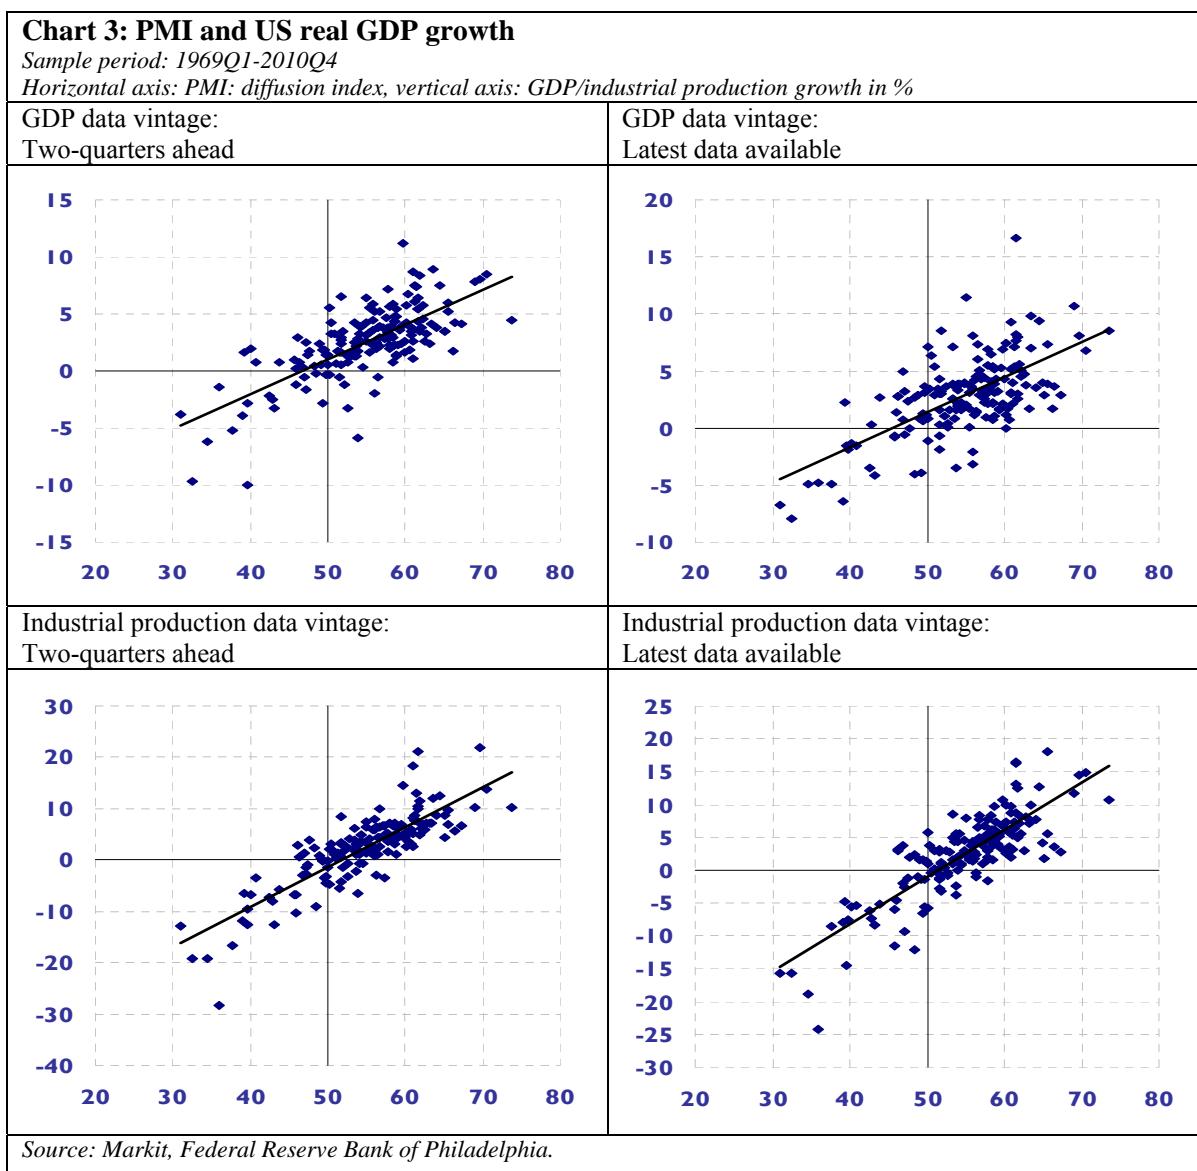 Chart 3: PMI and US real GDP growth
Sample period: 1969Q1-2010Q4
Horizontal axis: PMI: diffusion index, vertical axis: GDP/industrial production growth in %
GDP data vintage:
Two-quarters ahead
GDP data vintage:
Latest data available
15
10
5
0
-5
-10
-15
20 30 40 50 60 70 80
20
15
10
5
0
-5
-10
20 30 40 50 60 70 80
Industrial production data vintage:
Two-quarters ahead
Industrial production data vintage:
Latest data available
30
20
10
0
-10
-20
-30
-40
20 30 40 50 60 70 80
25
20
15
10
5
0
-5
-10
-15
-20
-25
-30
20 30 40 50 60 70 80
Source: Markit, Federal Reserve Bank of Philadelphia.